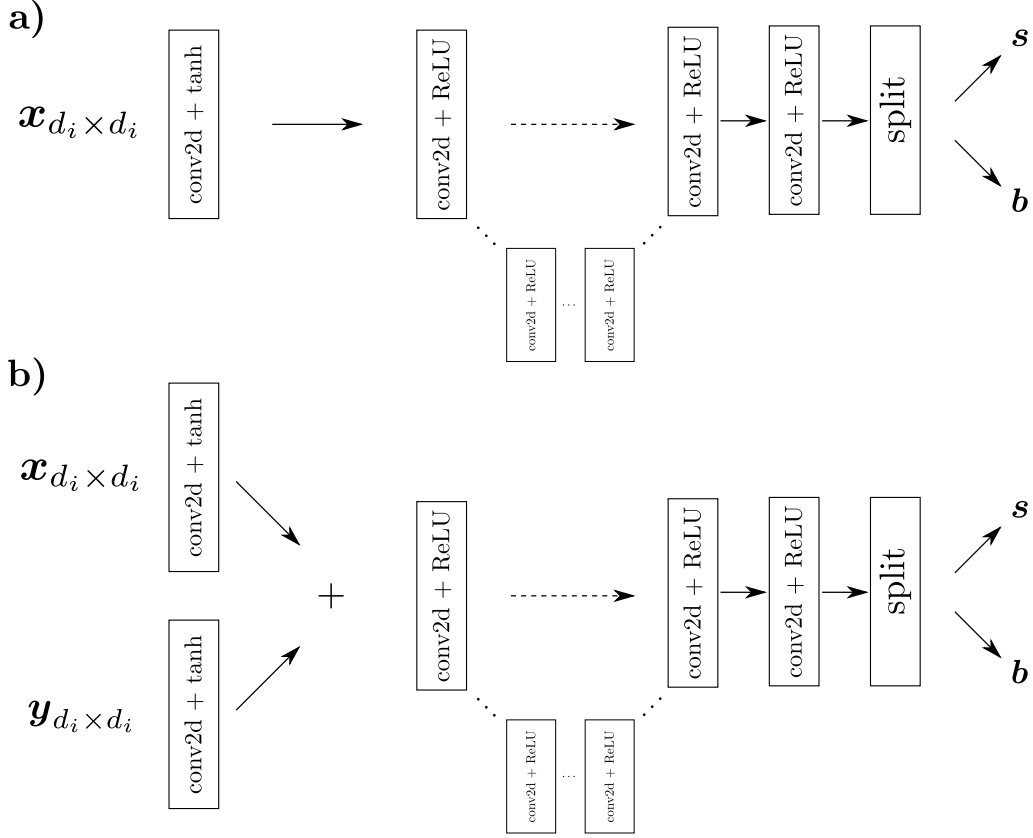 a)
x_{d_i×d_i}
conv2d + tanh
conv2d + ReLU
conv2d + ReLU
...
conv2d + ReLU
conv2d + ReLU
conv2d + ReLU
split
s
b
b)
x_{d_i×d_i}
conv2d + tanh
y_{d_i×d_i}
conv2d + tanh
+
conv2d + ReLU
conv2d + ReLU
...
conv2d + ReLU
conv2d + ReLU
conv2d + ReLU
split
s
b